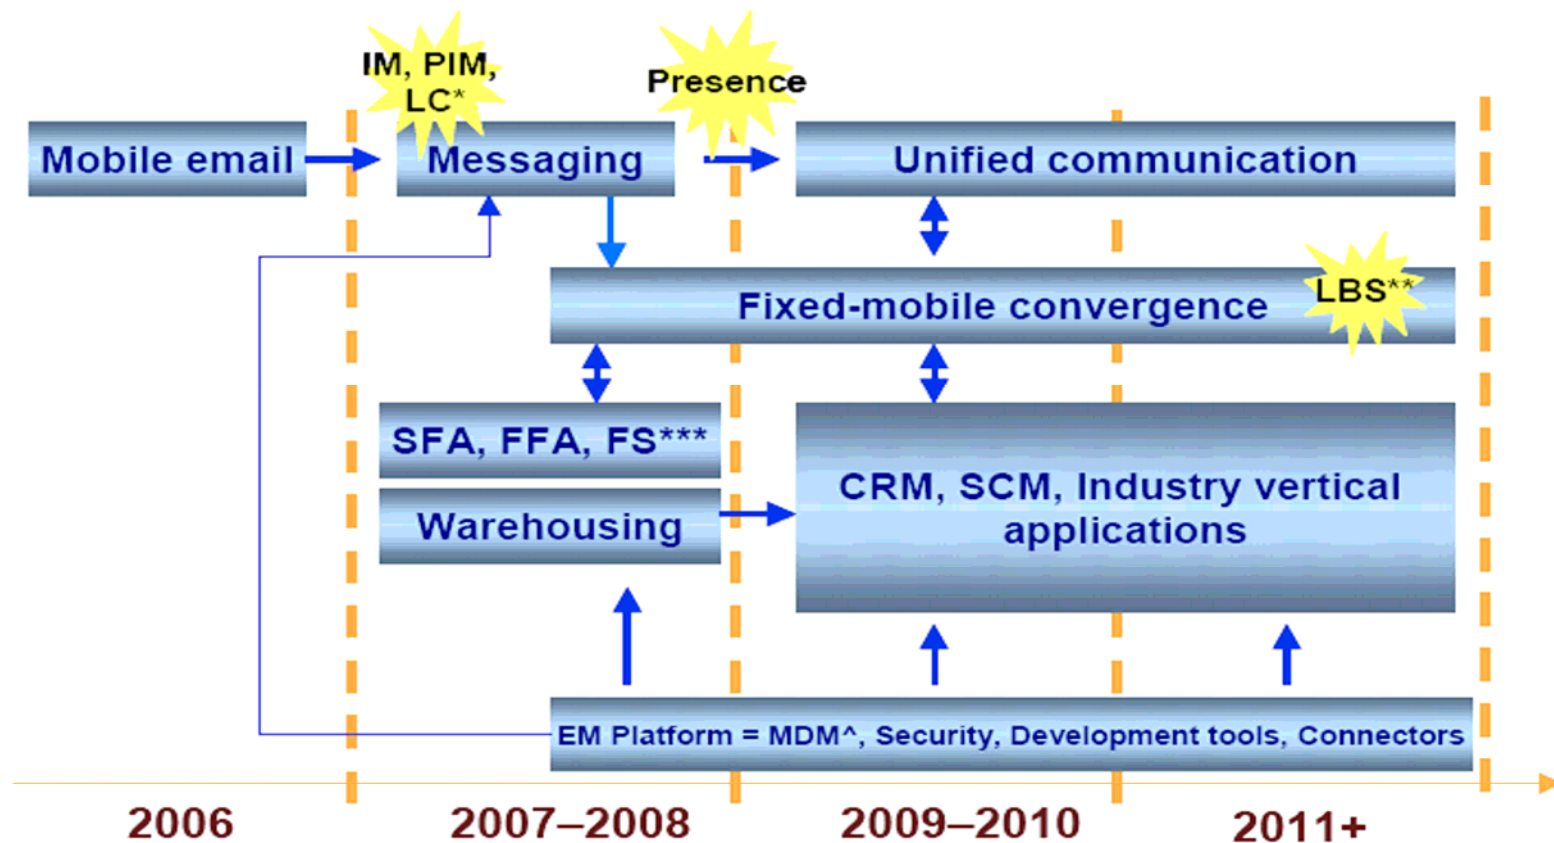 IM, PIM,
LC*
Presence
Mobile email
Messaging
Unified communication
Fixed-mobile convergence
LBS**
SFA, FFA, FS***
Warehousing
CRM, SCM, Industry vertical
applications
EM Platform = MDM^, Security, Development tools, Connectors
2006
2007–2008
2009–2010
2011+